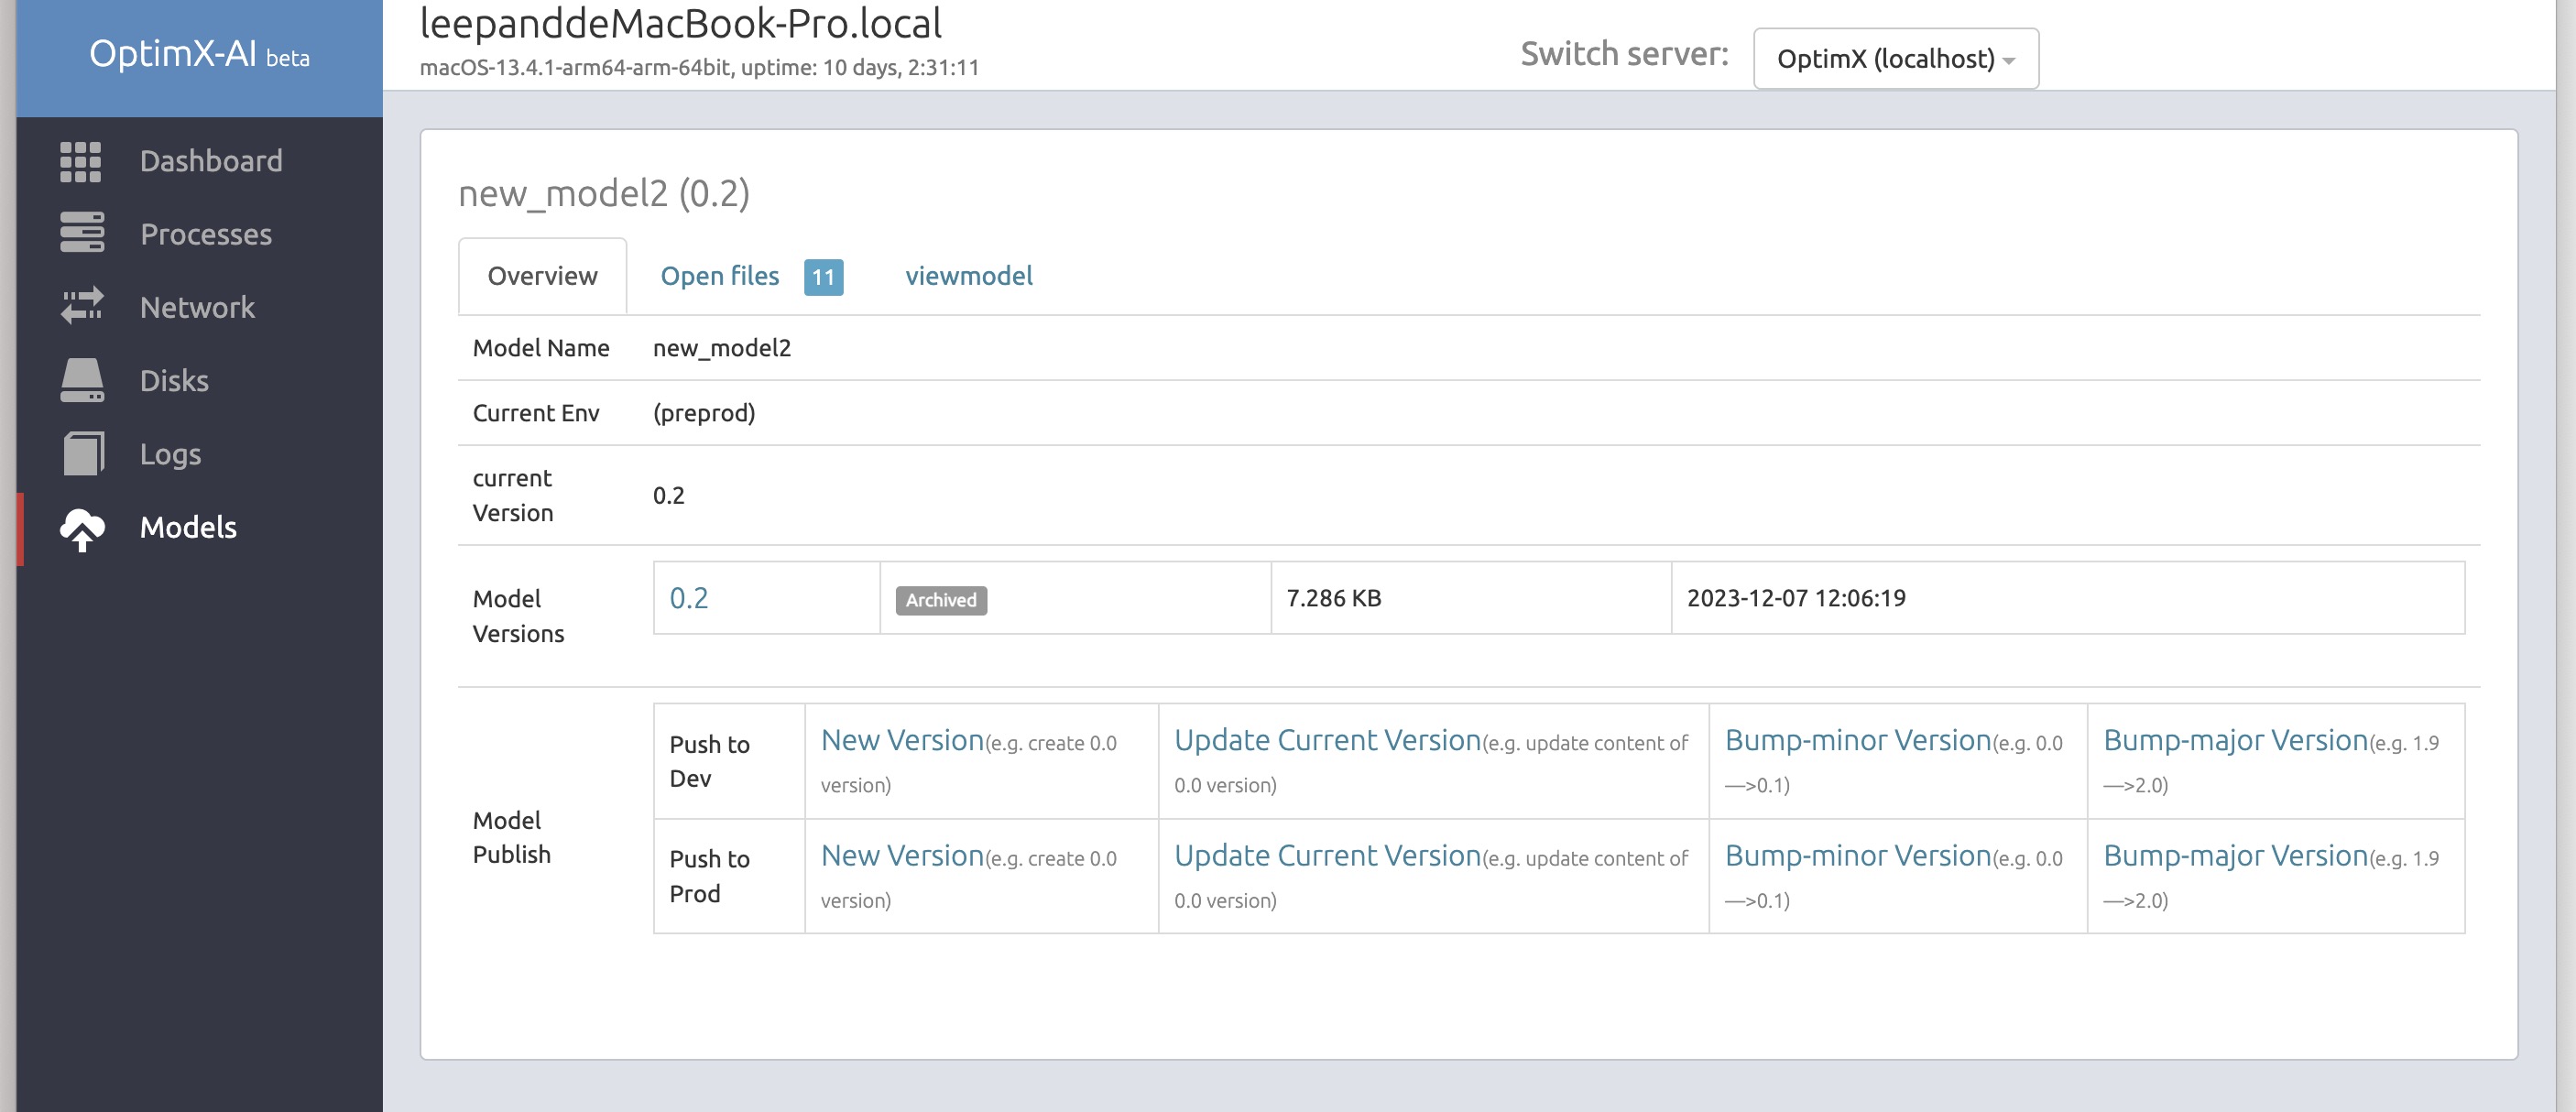 OptimX-AI beta
leepanddeMacBook-Pro.local
macOS-13.4.1-arm64-arm-64bit, uptime: 10 days, 2:31:11
Switch server:
OptimX (localhost)
Dashboard
Processes
Network
Disks
Logs
Models
new_model2 (0.2)
Overview
Open files 11
viewmodel
Model Name
new_model2
Current Env
(preprod)
current
Version
0.2
Model
Versions
0.2
Archived
7.286 KB
2023-12-07 12:06:19
Model
Publish
Push to
Dev
New Version(e.g. create 0.0
version)
Update Current Version(e.g. update content of
0.0 version)
Bump-minor Version(e.g. 0.0
—>0.1)
Bump-major Version(e.g. 1.9
—>2.0)
Push to
Prod
New Version(e.g. create 0.0
version)
Update Current Version(e.g. update content of
0.0 version)
Bump-minor Version(e.g. 0.0
—>0.1)
Bump-major Version(e.g. 1.9
—>2.0)